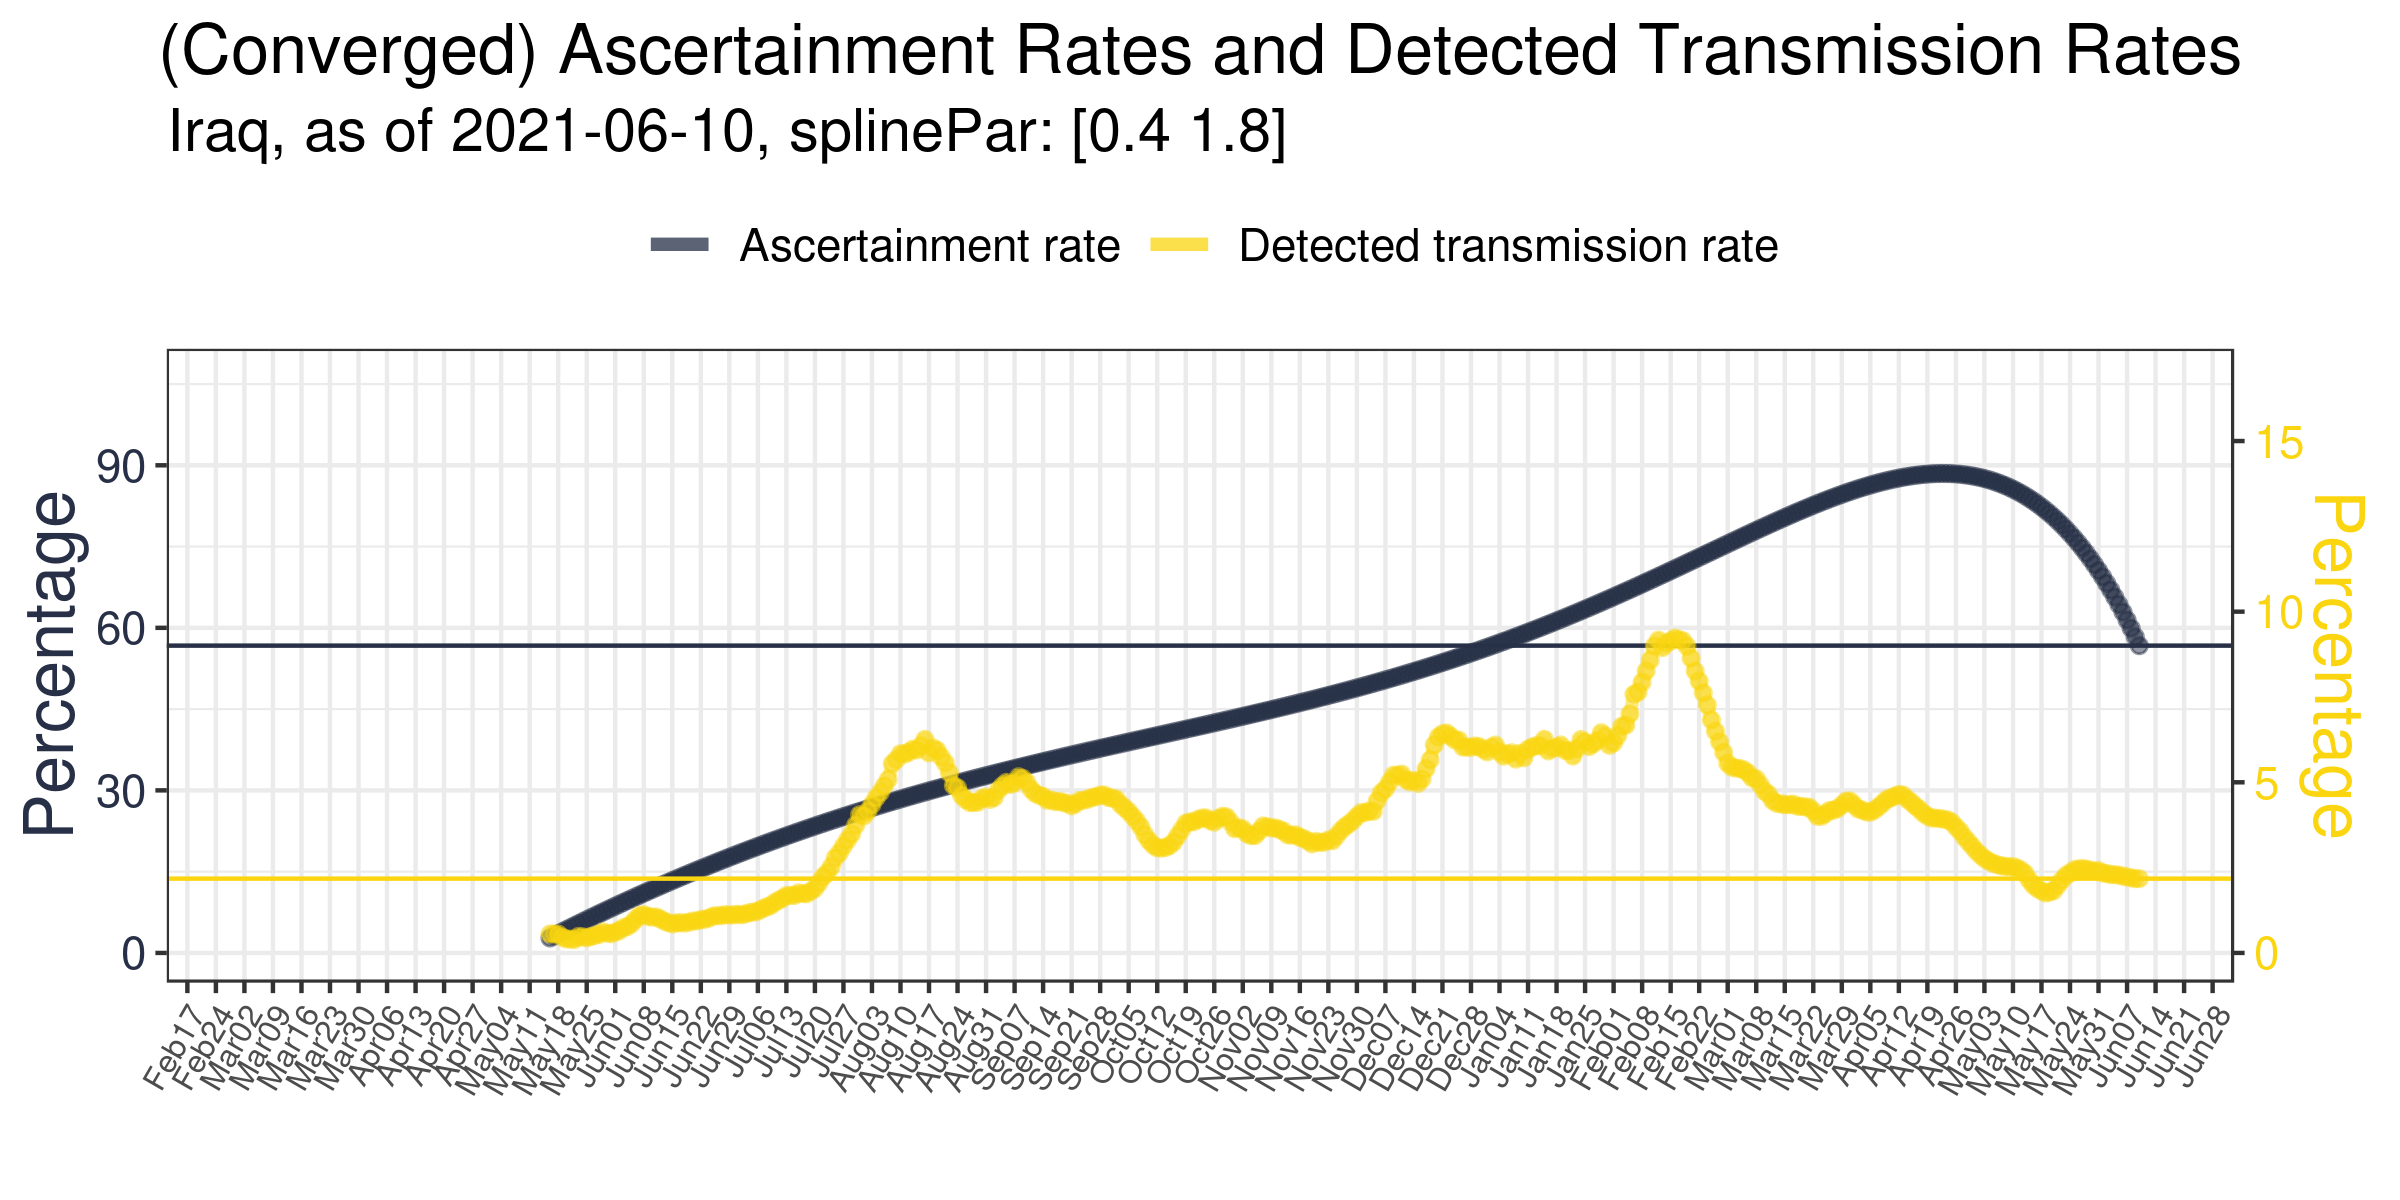 (Converged) Ascertainment Rates and Detected Transmission Rates
Iraq, as of 2021-06-10, splinePar: [0.4 1.8]
Ascertainment rate
Detected transmission rate
Percentage
90
60
30
0
15
10
5
0
Percentage
Feb17
Feb24
Mar02
Mar09
Mar16
Mar23
Mar30
Apr06
Apr13
Apr20
Apr27
May04
May11
May18
May25
Jun01
Jun08
Jun15
Jun22
Jun29
Jul06
Jul13
Jul20
Jul27
Aug03
Aug10
Aug17
Aug24
Aug31
Sep07
Sep14
Sep21
Sep28
Oct05
Oct12
Oct19
Oct26
Nov02
Nov09
Nov16
Nov23
Nov30
Dec07
Dec14
Dec21
Dec28
Jan04
Jan11
Jan18
Jan25
Feb01
Feb08
Feb15
Feb22
Mar01
Mar08
Mar15
Mar22
Mar29
Apr05
Apr12
Apr19
Apr26
May03
May10
May17
May24
May31
Jun07
Jun14
Jun21
Jun28